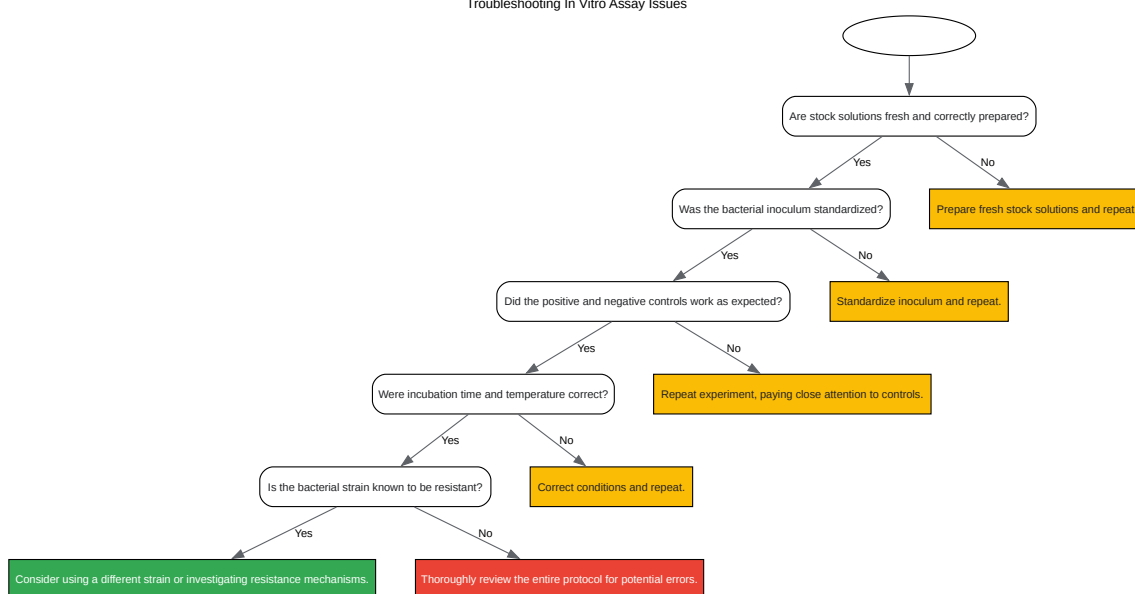 Troubleshooting In Vitro Assay Issues
Are stock solutions fresh and correctly prepared?
Yes
No
Was the bacterial inoculum standardized?
Prepare fresh stock solutions and repeat
Yes
No
Did the positive and negative controls work as expected?
Standardize inoculum and repeat.
Yes
No
Were incubation time and temperature correct?
Repeat experiment, paying close attention to controls.
Yes
No
Is the bacterial strain known to be resistant?
Correct conditions and repeat.
Yes
No
Consider using a different strain or investigating resistance mechanisms.
Thoroughly review the entire protocol for potential errors.